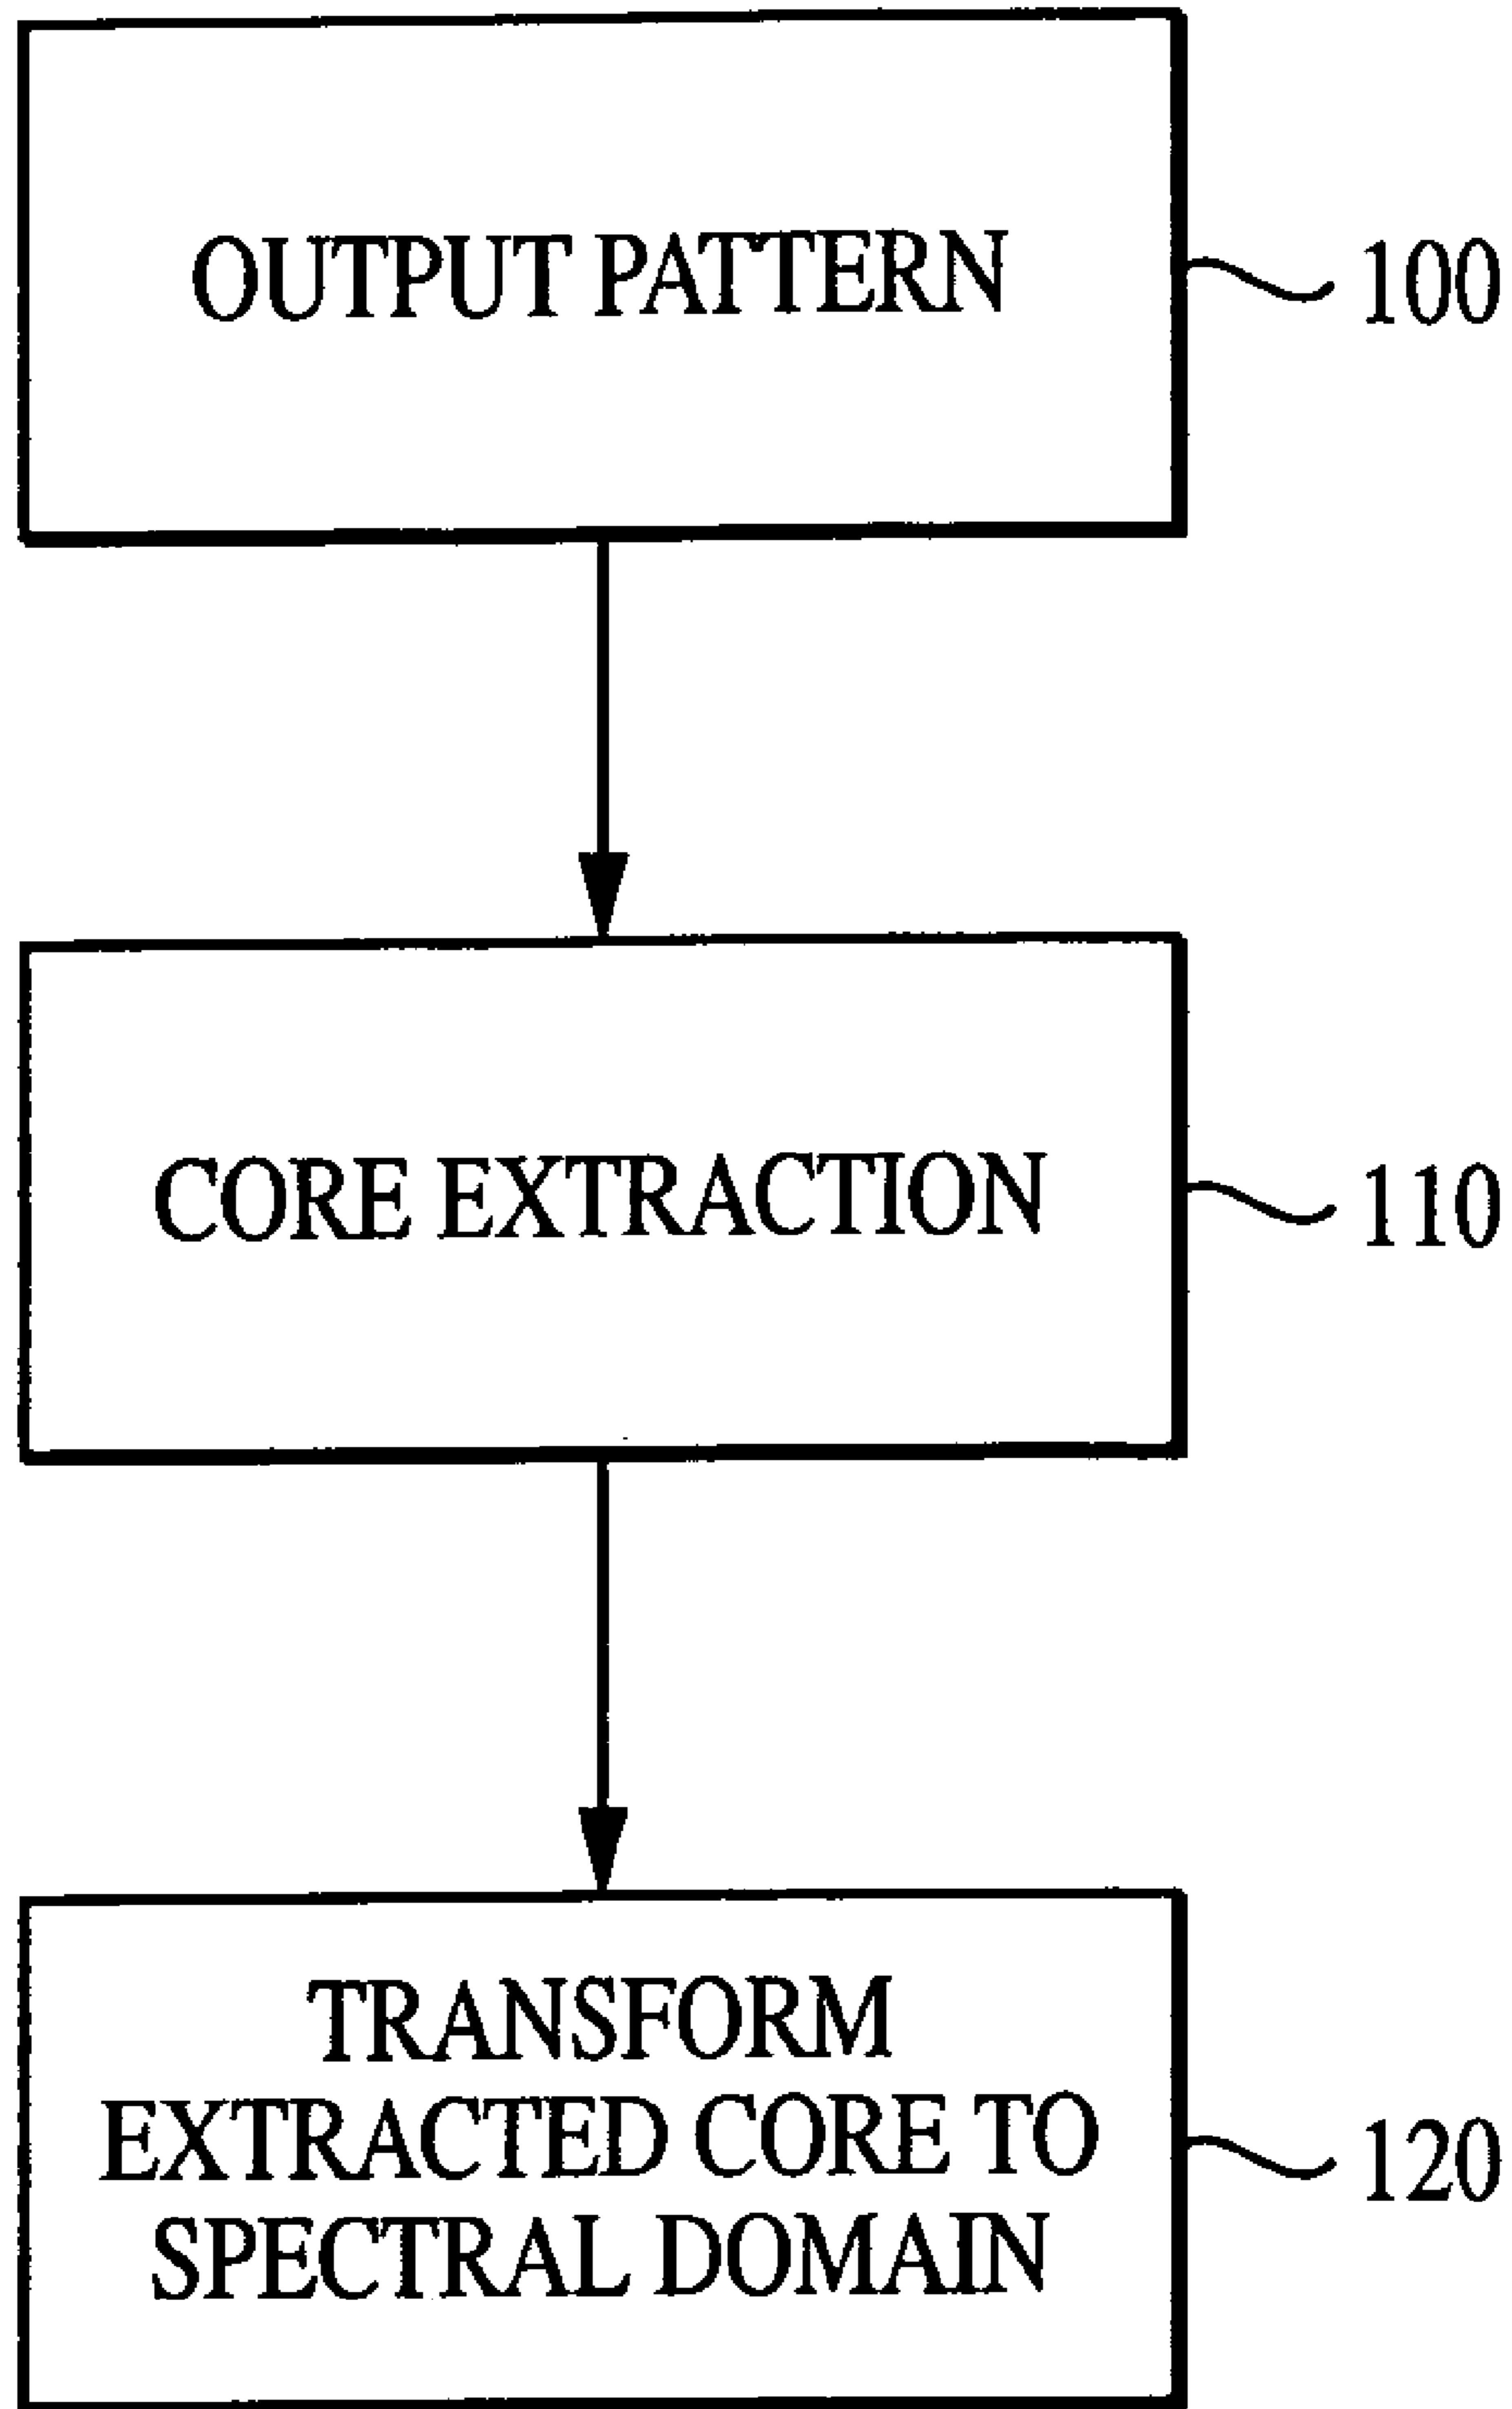 OUTPUT PATTERN
100
CORE EXTRACTION
110
TRANSFORM
EXTRACTED CORE TO
SPECTRAL DOMAIN
120